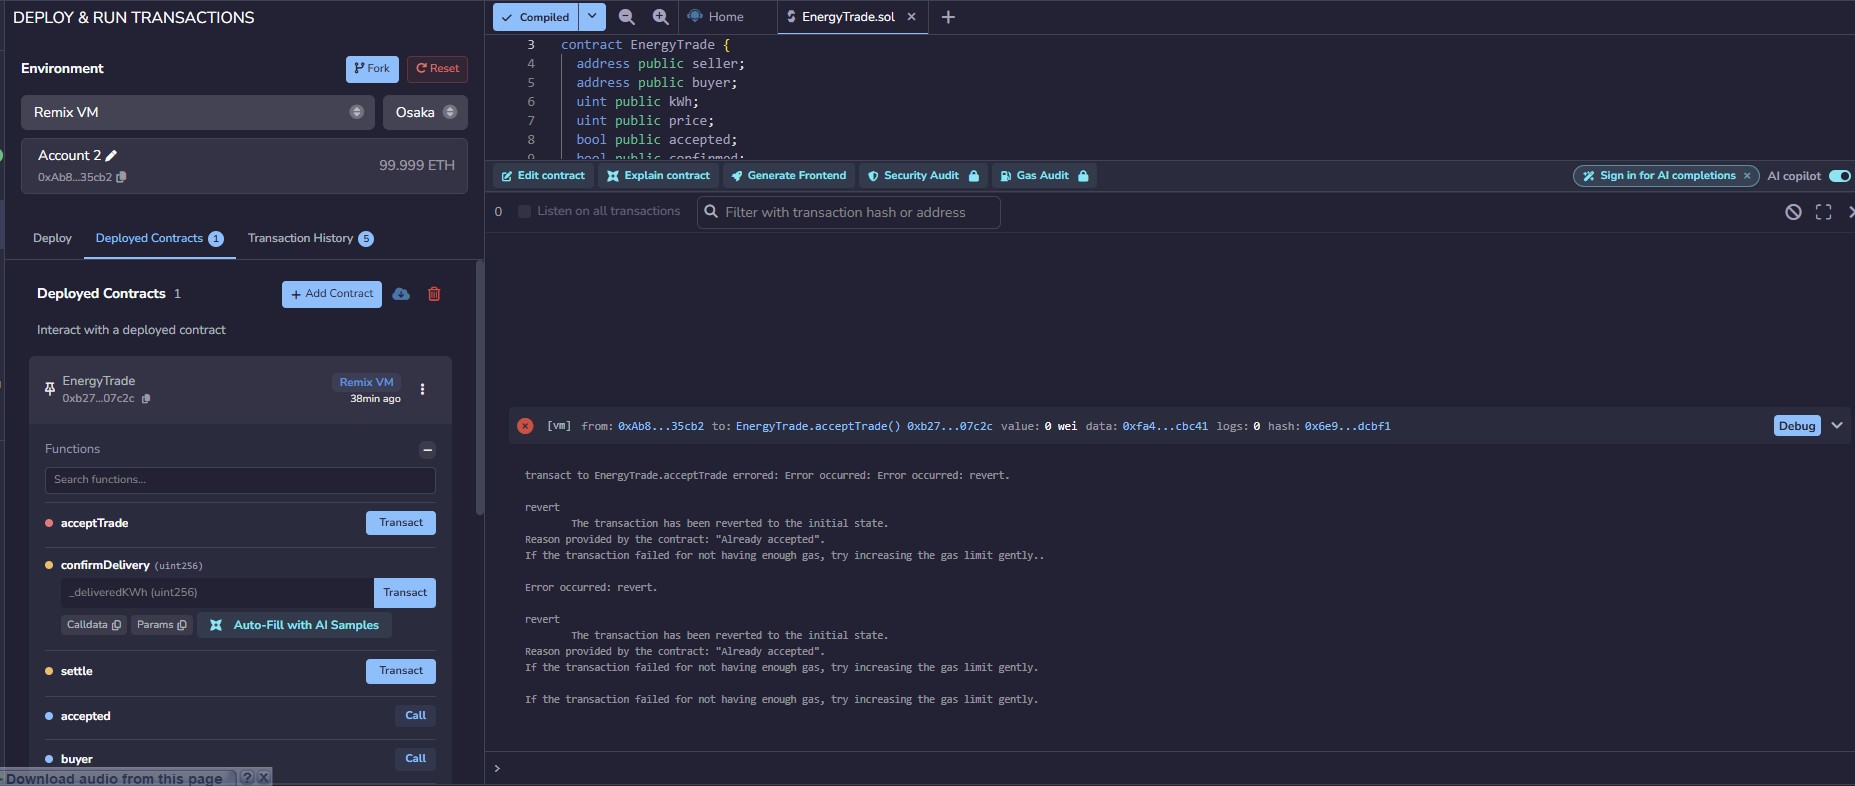 DEPLOY & RUN TRANSACTIONS
Environment
Fork
Reset
Remix VM
Osaka
Account 2
0xAb8...35cb2
99.999 ETH
Deploy
Deployed Contracts 1
Transaction History 5
Deployed Contracts 1
+ Add Contract
Interact with a deployed contract
EnergyTrade
0xb27...07c2c
Remix VM
38min ago
Functions
Search functions...
acceptTrade
Transact
confirmDelivery (uint256)
_deliveredKWh (uint256)
Transact
Calldata
Params
Auto-Fill with AI Samples
settle
Transact
accepted
Call
buyer
Call
Download audio from this page ? X
Compiled
Home
EnergyTrade.sol
3 contract EnergyTrade {
4 address public seller;
5 address public buyer;
6 uint public kWh;
7 uint public price;
8 bool public accepted;
9 bool public confirmed;
Edit contract
Explain contract
Generate Frontend
Security Audit
Gas Audit
Sign in for AI completions ×
AI copilot
0
Listen on all transactions
Filter with transaction hash or address
[vm] from: 0xAb8...35cb2 to: EnergyTrade.acceptTrade() 0xb27...07c2c value: 0 wei data: 0xfa4...cbc41 logs: 0 hash: 0x6e9...dcbf1
Debug
transact to EnergyTrade.acceptTrade errored: Error occurred: Error occurred: revert.
revert
The transaction has been reverted to the initial state.
Reason provided by the contract: "Already accepted".
If the transaction failed for not having enough gas, try increasing the gas limit gently..
Error occurred: revert.
revert
The transaction has been reverted to the initial state.
Reason provided by the contract: "Already accepted".
If the transaction failed for not having enough gas, try increasing the gas limit gently.
If the transaction failed for not having enough gas, try increasing the gas limit gently.
>